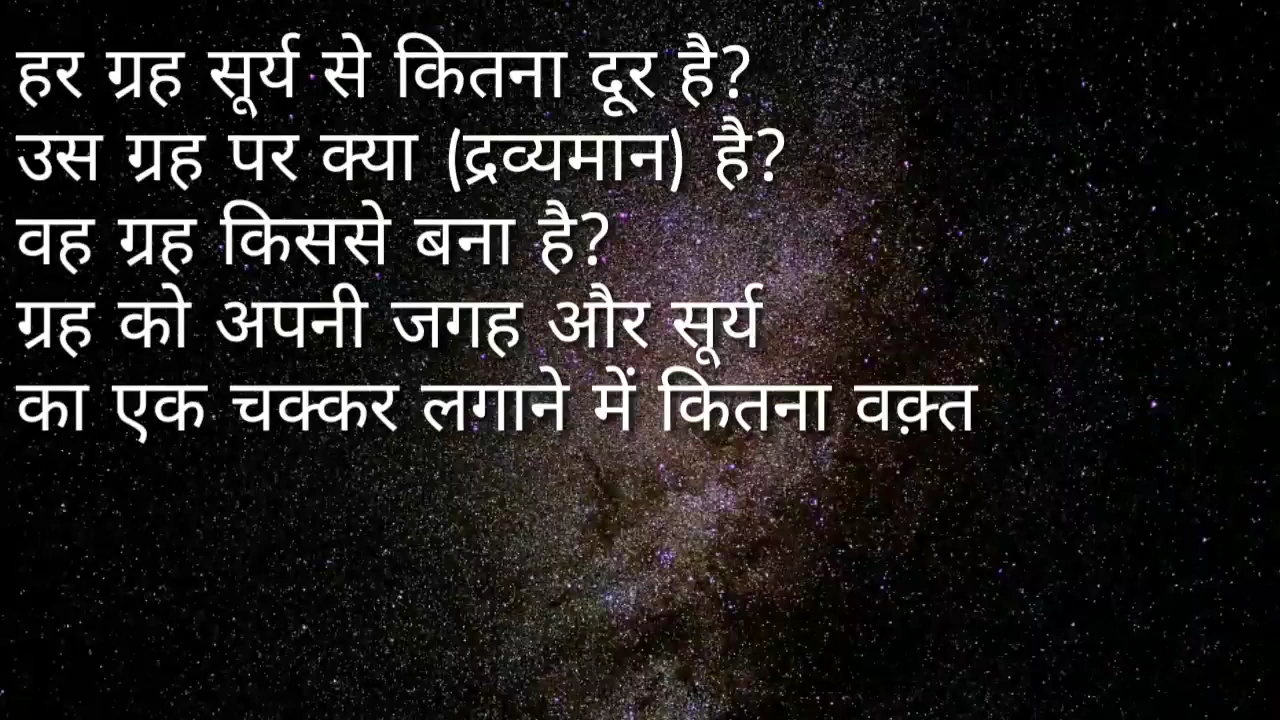 हर ग्रह सूर्य से कितना दूर है?
उस ग्रह पर क्या (द्रव्यमान) है?
वह ग्रह किससे बना है?
ग्रह को अपनी जगह और सूर्य
का एक चक्कर लगाने में कितना वक़्त